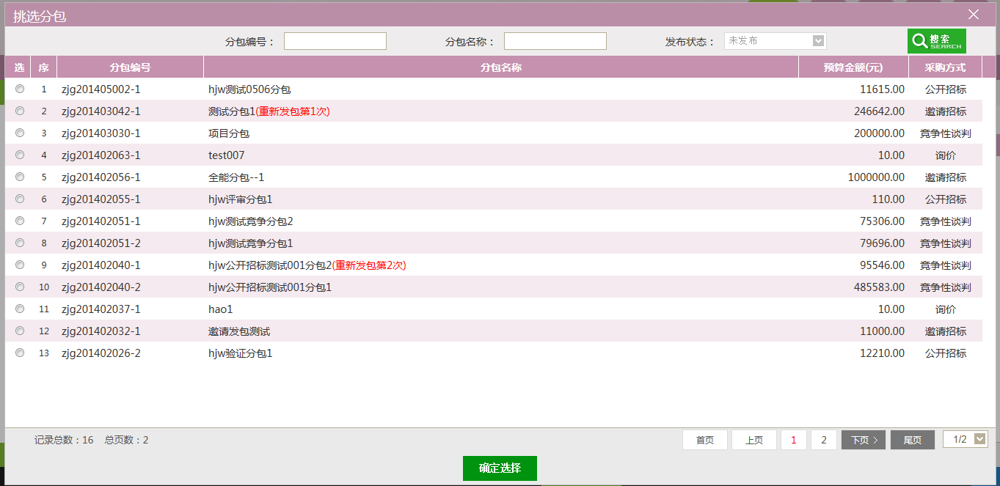 挑选分包
分包编号： 分包名称： 发布状态： 未发布 搜索 SEARCH
选 序 分包编号 分包名称 预算金额(元) 采购方式
1 zjg201405002-1 hjw测试0506分包 11615.00 公开招标
2 zjg201403042-1 测试分包1(重新发包第1次) 246642.00 邀请招标
3 zjg201403030-1 项目分包 200000.00 竞争性谈判
4 zjg201402063-1 test007 10.00 询价
5 zjg201402056-1 全能分包--1 1000000.00 邀请招标
6 zjg201402055-1 hjw评审分包1 110.00 公开招标
7 zjg201402051-1 hjw测试竞争分包2 75306.00 竞争性谈判
8 zjg201402051-2 hjw测试竞争分包1 79696.00 竞争性谈判
9 zjg201402040-1 hjw公开招标测试001分包2(重新发包第2次) 95546.00 竞争性谈判
10 zjg201402040-2 hjw公开招标测试001分包1 485583.00 竞争性谈判
11 zjg201402037-1 hao1 10.00 询价
12 zjg201402032-1 邀请发包测试 11000.00 邀请招标
13 zjg201402026-2 hjw验证分包1 12210.00 公开招标
记录总数：16 总页数：2 首页 上页 1 2 下页 > 尾页 1/2
确定选择